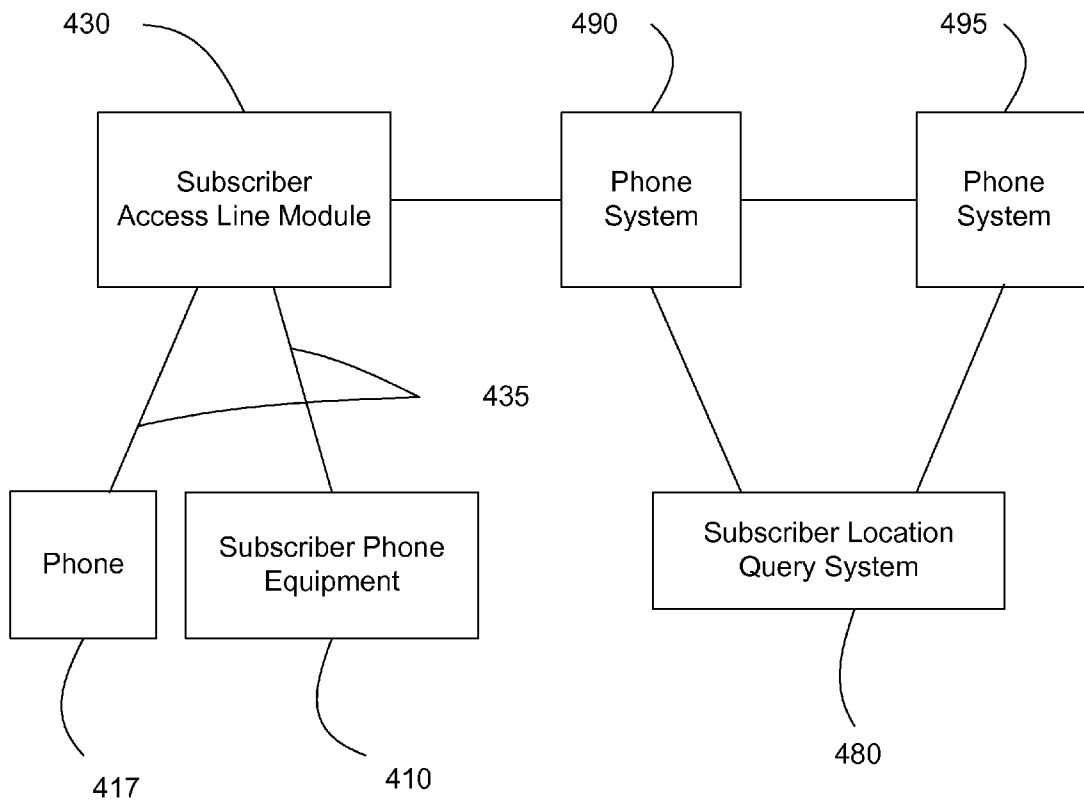 430
490
495
Subscriber
Access Line Module
Phone
System
Phone
System
435
Phone
Subscriber Phone
Equipment
Subscriber Location
Query System
417
410
480